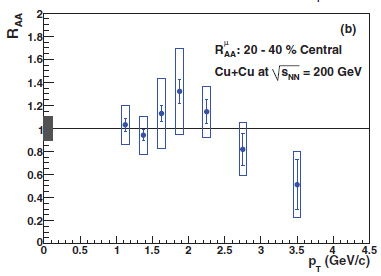 R_AA
2
1.8
1.6
1.4
1.2
1
0.8
0.6
0.4
0.2
0
(b)
R^μ_AA: 20 - 40 % Central
Cu+Cu at √s_NN = 200 GeV
0 0.5 1 1.5 2 2.5 3 3.5 4 4.5
p_T (GeV/c)